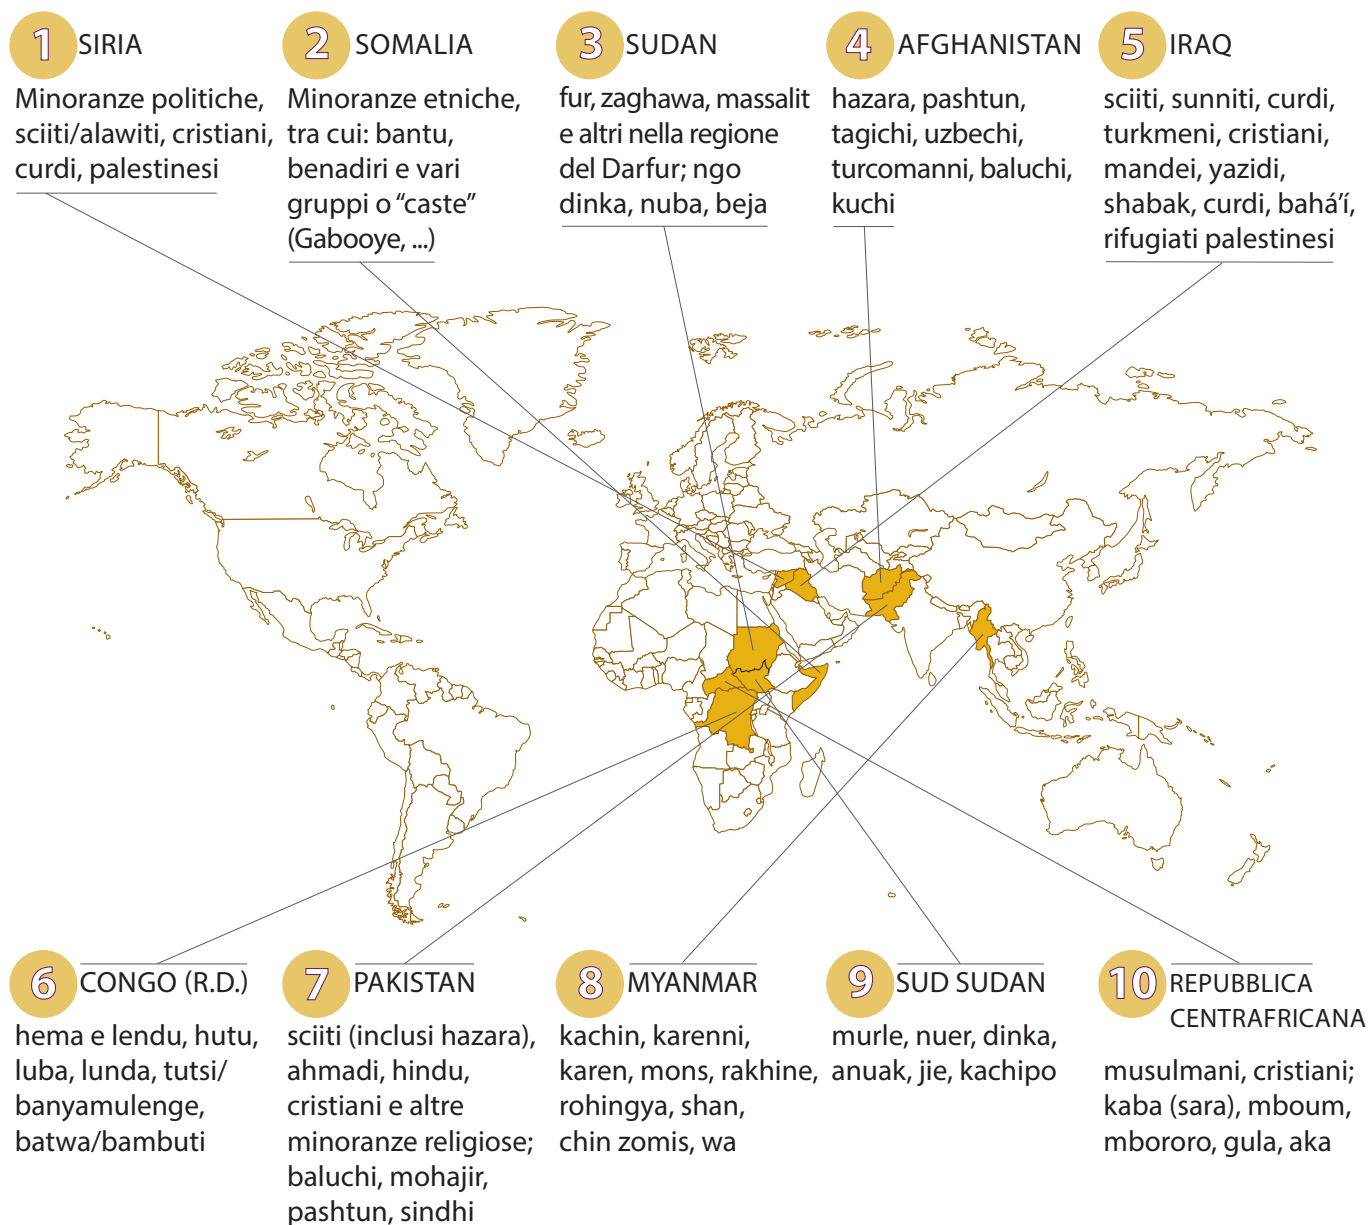 1 SIRIA
Minoranze politiche,
sciiti/alawiti, cristiani,
curdi, palestinesi
2 SOMALIA
Minoranze etniche,
tra cui: bantu,
benadiri e vari
gruppi o “caste”
(Gabooye, ...)
3 SUDAN
fur, zaghawa, massalit
e altri nella regione
del Darfur; ngo
dinka, nuba, beja
4 AFGHANISTAN
hazara, pashtun,
tagichi, uzbechi,
turcomanni, baluchi,
kuchi
5 IRAQ
sciiti, sunniti, curdi,
turkmeni, cristiani,
mandei, yazidi,
shabak, curdi, bahá’í,
rifugiati palestinesi
6 CONGO (R.D.)
hema e lendu, hutu,
luba, lunda, tutsi/
banyamulenge,
batwa/bambuti
7 PAKISTAN
sciiti (inclusi hazara),
ahmadi, hindu,
cristiani e altre
minoranze religiose;
baluchi, mohajir,
pashtun, sindhi
8 MYANMAR
kachin, karenni,
karen, mons, rakhine,
rohingya, shan,
chin zomis, wa
9 SUD SUDAN
murle, nuer, dinka,
anuak, jie, kachipo
10 REPUBBLICA
CENTRAFRICANA
musulmani, cristiani;
kaba (sara), mboum,
mbororo, gula, aka